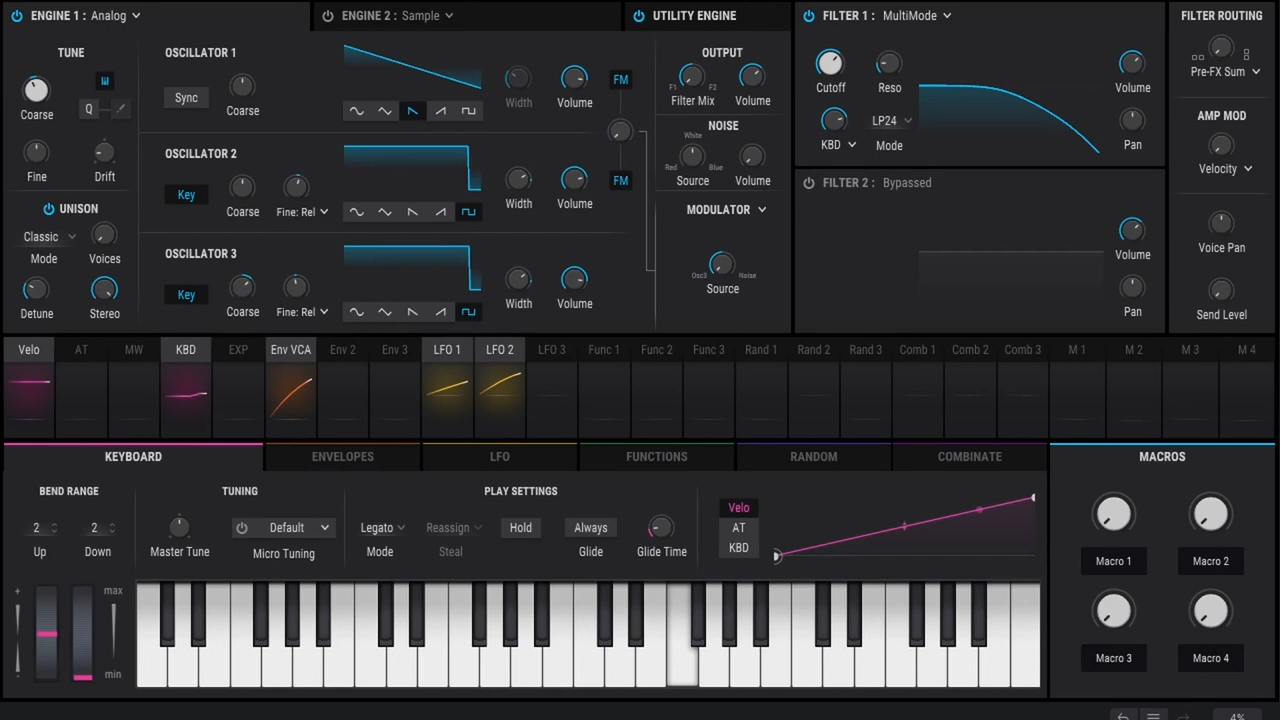 ENGINE 1 : Analog
ENGINE 2 : Sample
UTILITY ENGINE
FILTER 1 : MultiMode
FILTER ROUTING
TUNE
Coarse
Q
Fine
Drift
UNISON
Classic
Mode
Voices
Detune
Stereo
OSCILLATOR 1
Sync
Coarse
Width
Volume
FM
OSCILLATOR 2
Key
Coarse
Fine: Rel
Width
Volume
FM
OSCILLATOR 3
Key
Coarse
Fine: Rel
Width
Volume
OUTPUT
F1
F2
Filter Mix
Volume
NOISE
White
Red
Blue
Source
Volume
MODULATOR
Osc3
Noise
Source
Cutoff
Reso
Volume
KBD
LP24
Mode
Pan
FILTER 2 : Bypassed
Volume
Pan
Pre-FX Sum
AMP MOD
Velocity
Voice Pan
Send Level
Velo
AT
MW
KBD
EXP
Env VCA
Env 2
Env 3
LFO 1
LFO 2
LFO 3
Func 1
Func 2
Func 3
Rand 1
Rand 2
Rand 3
Comb 1
Comb 2
Comb 3
M 1
M 2
M 3
M 4
KEYBOARD
ENVELOPES
LFO
FUNCTIONS
RANDOM
COMBINATE
MACROS
BEND RANGE
2
2
Up
Down
TUNING
Master Tune
Default
Micro Tuning
PLAY SETTINGS
Legato
Mode
Reassign
Steal
Hold
Always
Glide
Glide Time
Velo
AT
KBD
Macro 1
Macro 2
Macro 3
Macro 4
+
-
max
min
4%